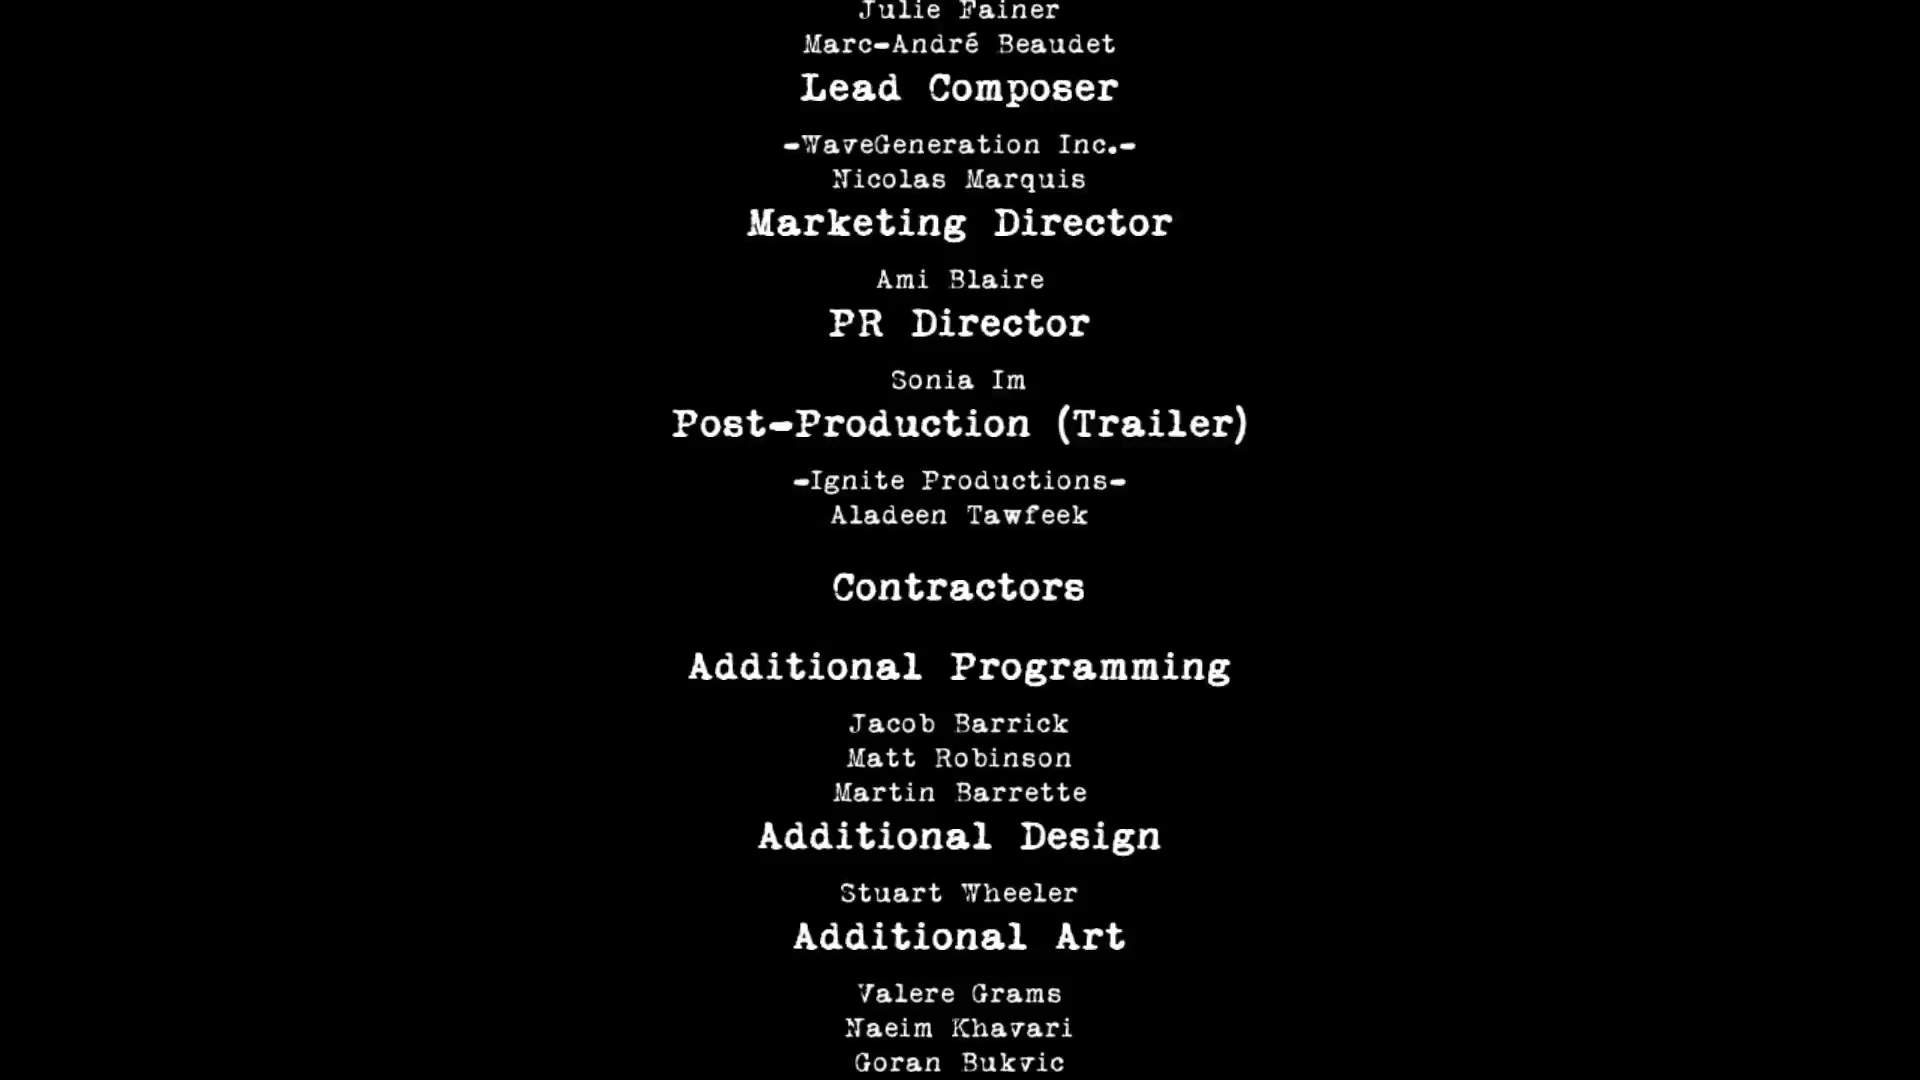 Julie Fainer
Marc-André Beaudet
Lead Composer
-WaveGeneration Inc.-
Nicolas Marquis
Marketing Director
Ami Blaire
PR Director
Sonia Im
Post-Production (Trailer)
-Ignite Productions-
Aladeen Tawfeek
Contractors
Additional Programming
Jacob Barrick
Matt Robinson
Martin Barrette
Additional Design
Stuart Wheeler
Additional Art
Valere Grams
Naeim Khavari
Goran Bukvic